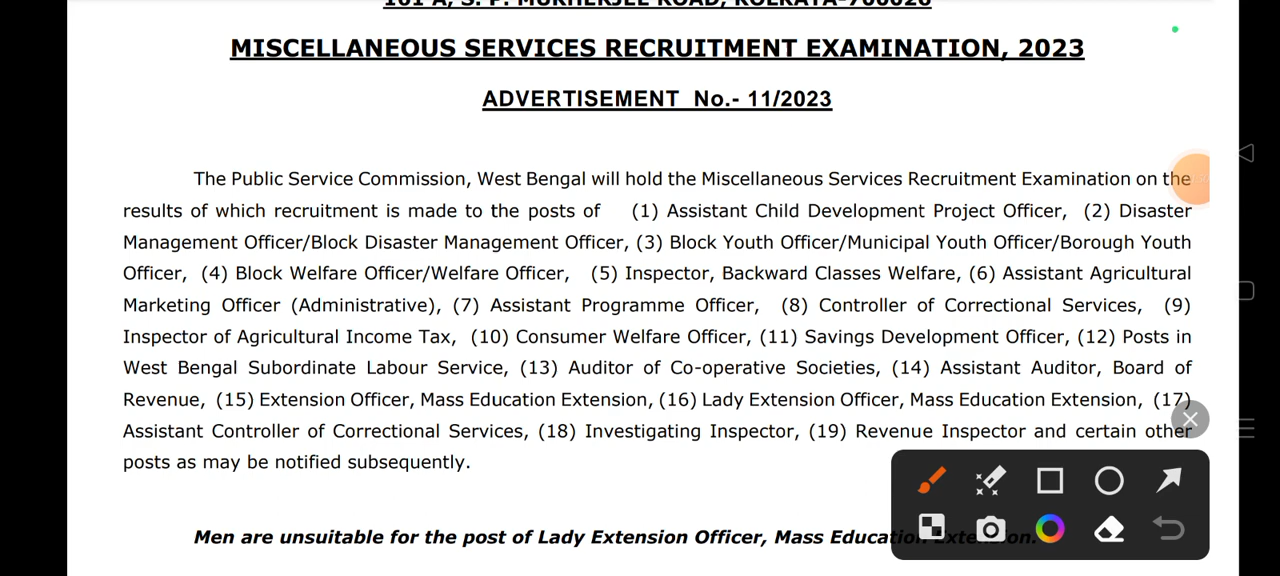 161 A, S. P. MUKHERJEE ROAD, KOLKATA-700026
MISCELLANEOUS SERVICES RECRUITMENT EXAMINATION, 2023
ADVERTISEMENT No.- 11/2023
The Public Service Commission, West Bengal will hold the Miscellaneous Services Recruitment Examination on the
results of which recruitment is made to the posts of (1) Assistant Child Development Project Officer, (2) Disaster
Management Officer/Block Disaster Management Officer, (3) Block Youth Officer/Municipal Youth Officer/Borough Youth
Officer, (4) Block Welfare Officer/Welfare Officer, (5) Inspector, Backward Classes Welfare, (6) Assistant Agricultural
Marketing Officer (Administrative), (7) Assistant Programme Officer, (8) Controller of Correctional Services, (9)
Inspector of Agricultural Income Tax, (10) Consumer Welfare Officer, (11) Savings Development Officer, (12) Posts in
West Bengal Subordinate Labour Service, (13) Auditor of Co-operative Societies, (14) Assistant Auditor, Board of
Revenue, (15) Extension Officer, Mass Education Extension, (16) Lady Extension Officer, Mass Education Extension, (17)
Assistant Controller of Correctional Services, (18) Investigating Inspector, (19) Revenue Inspector and certain other
posts as may be notified subsequently.
Men are unsuitable for the post of Lady Extension Officer, Mass Education Extension.